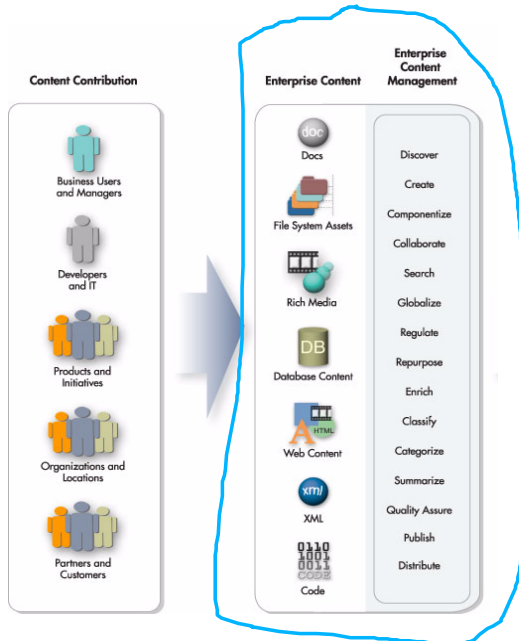 Content Contribution
Business Users
and Managers
Developers
and IT
Products and
Initiatives
Organizations and
Locations
Partners and
Customers
Enterprise Content
doc
Docs
File System Assets
Rich Media
DB
Database Content
A
HTML
Web Content
xml
XML
0110
1001
0011
CODE
Code
Enterprise
Content
Management
Discover
Create
Componentize
Collaborate
Search
Globalize
Regulate
Repurpose
Enrich
Classify
Categorize
Summarize
Quality Assure
Publish
Distribute